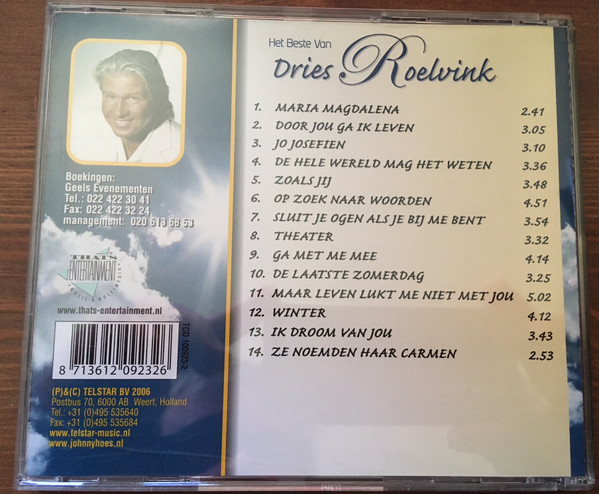 Het Beste Van
Dries Roelvink
1. MARIA MAGDALENA 2.41
2. DOOR JOU GA IK LEVEN 3.05
3. JO JOSEFIEN 3.10
4. DE HELE WERELD MAG HET WETEN 3.36
5. ZOALS JIJ 3.48
6. OP ZOEK NAAR WOORDEN 4.51
7. SLUIT JE OGEN ALS JE BIJ ME BENT 3.54
8. THEATER 3.32
9. GA MET ME MEE 4.14
10. DE LAATSTE ZOMERDAG 3.25
11. MAAR LEVEN LUKT ME NIET MET JOU 5.02
12. WINTER 4.12
13. IK DROOM VAN JOU 3.43
14. ZE NOEMDEN HAAR CARMEN 2.53
Boekingen:
Geels Evenementen
Tel.: 022 422 30 41
Fax: 022 422 32 24
management: 020 613 58 53
THATS
ENTERTAINMENT
www.thats-entertainment.nl
TCD 100923-2
8 713612 092326
(P)&(C) TELSTAR BV 2006
Postbus 70, 6000 AB Weert, Holland
Tel.: +31 (0)495 535640
Fax: +31 (0)495 535684
www.telstar-music.nl
www.johnnyhoes.nl